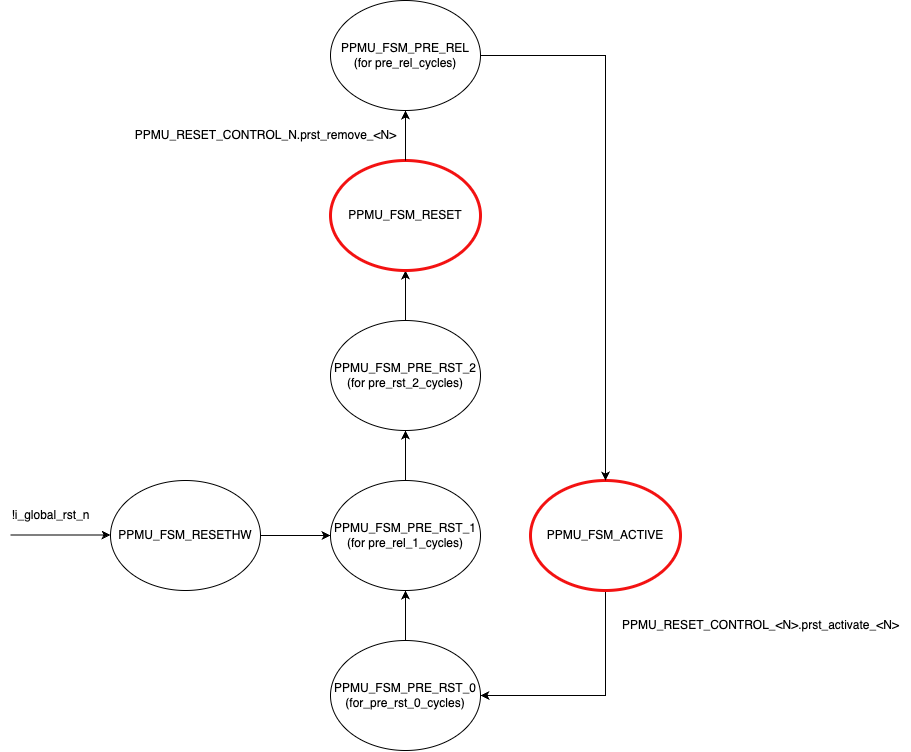 PPMU_FSM_PRE_REL
(for pre_rel_cycles)
PPMU_RESET_CONTROL_N.prst_remove_<N>
PPMU_FSM_RESET
PPMU_FSM_PRE_RST_2
(for pre_rst_2_cycles)
!i_global_rst_n
PPMU_FSM_RESETHW
PPMU_FSM_PRE_RST_1
(for pre_rel_1_cycles)
PPMU_FSM_ACTIVE
PPMU_RESET_CONTROL_<N>.prst_activate_<N>
PPMU_FSM_PRE_RST_0
(for_pre_rst_0_cycles)